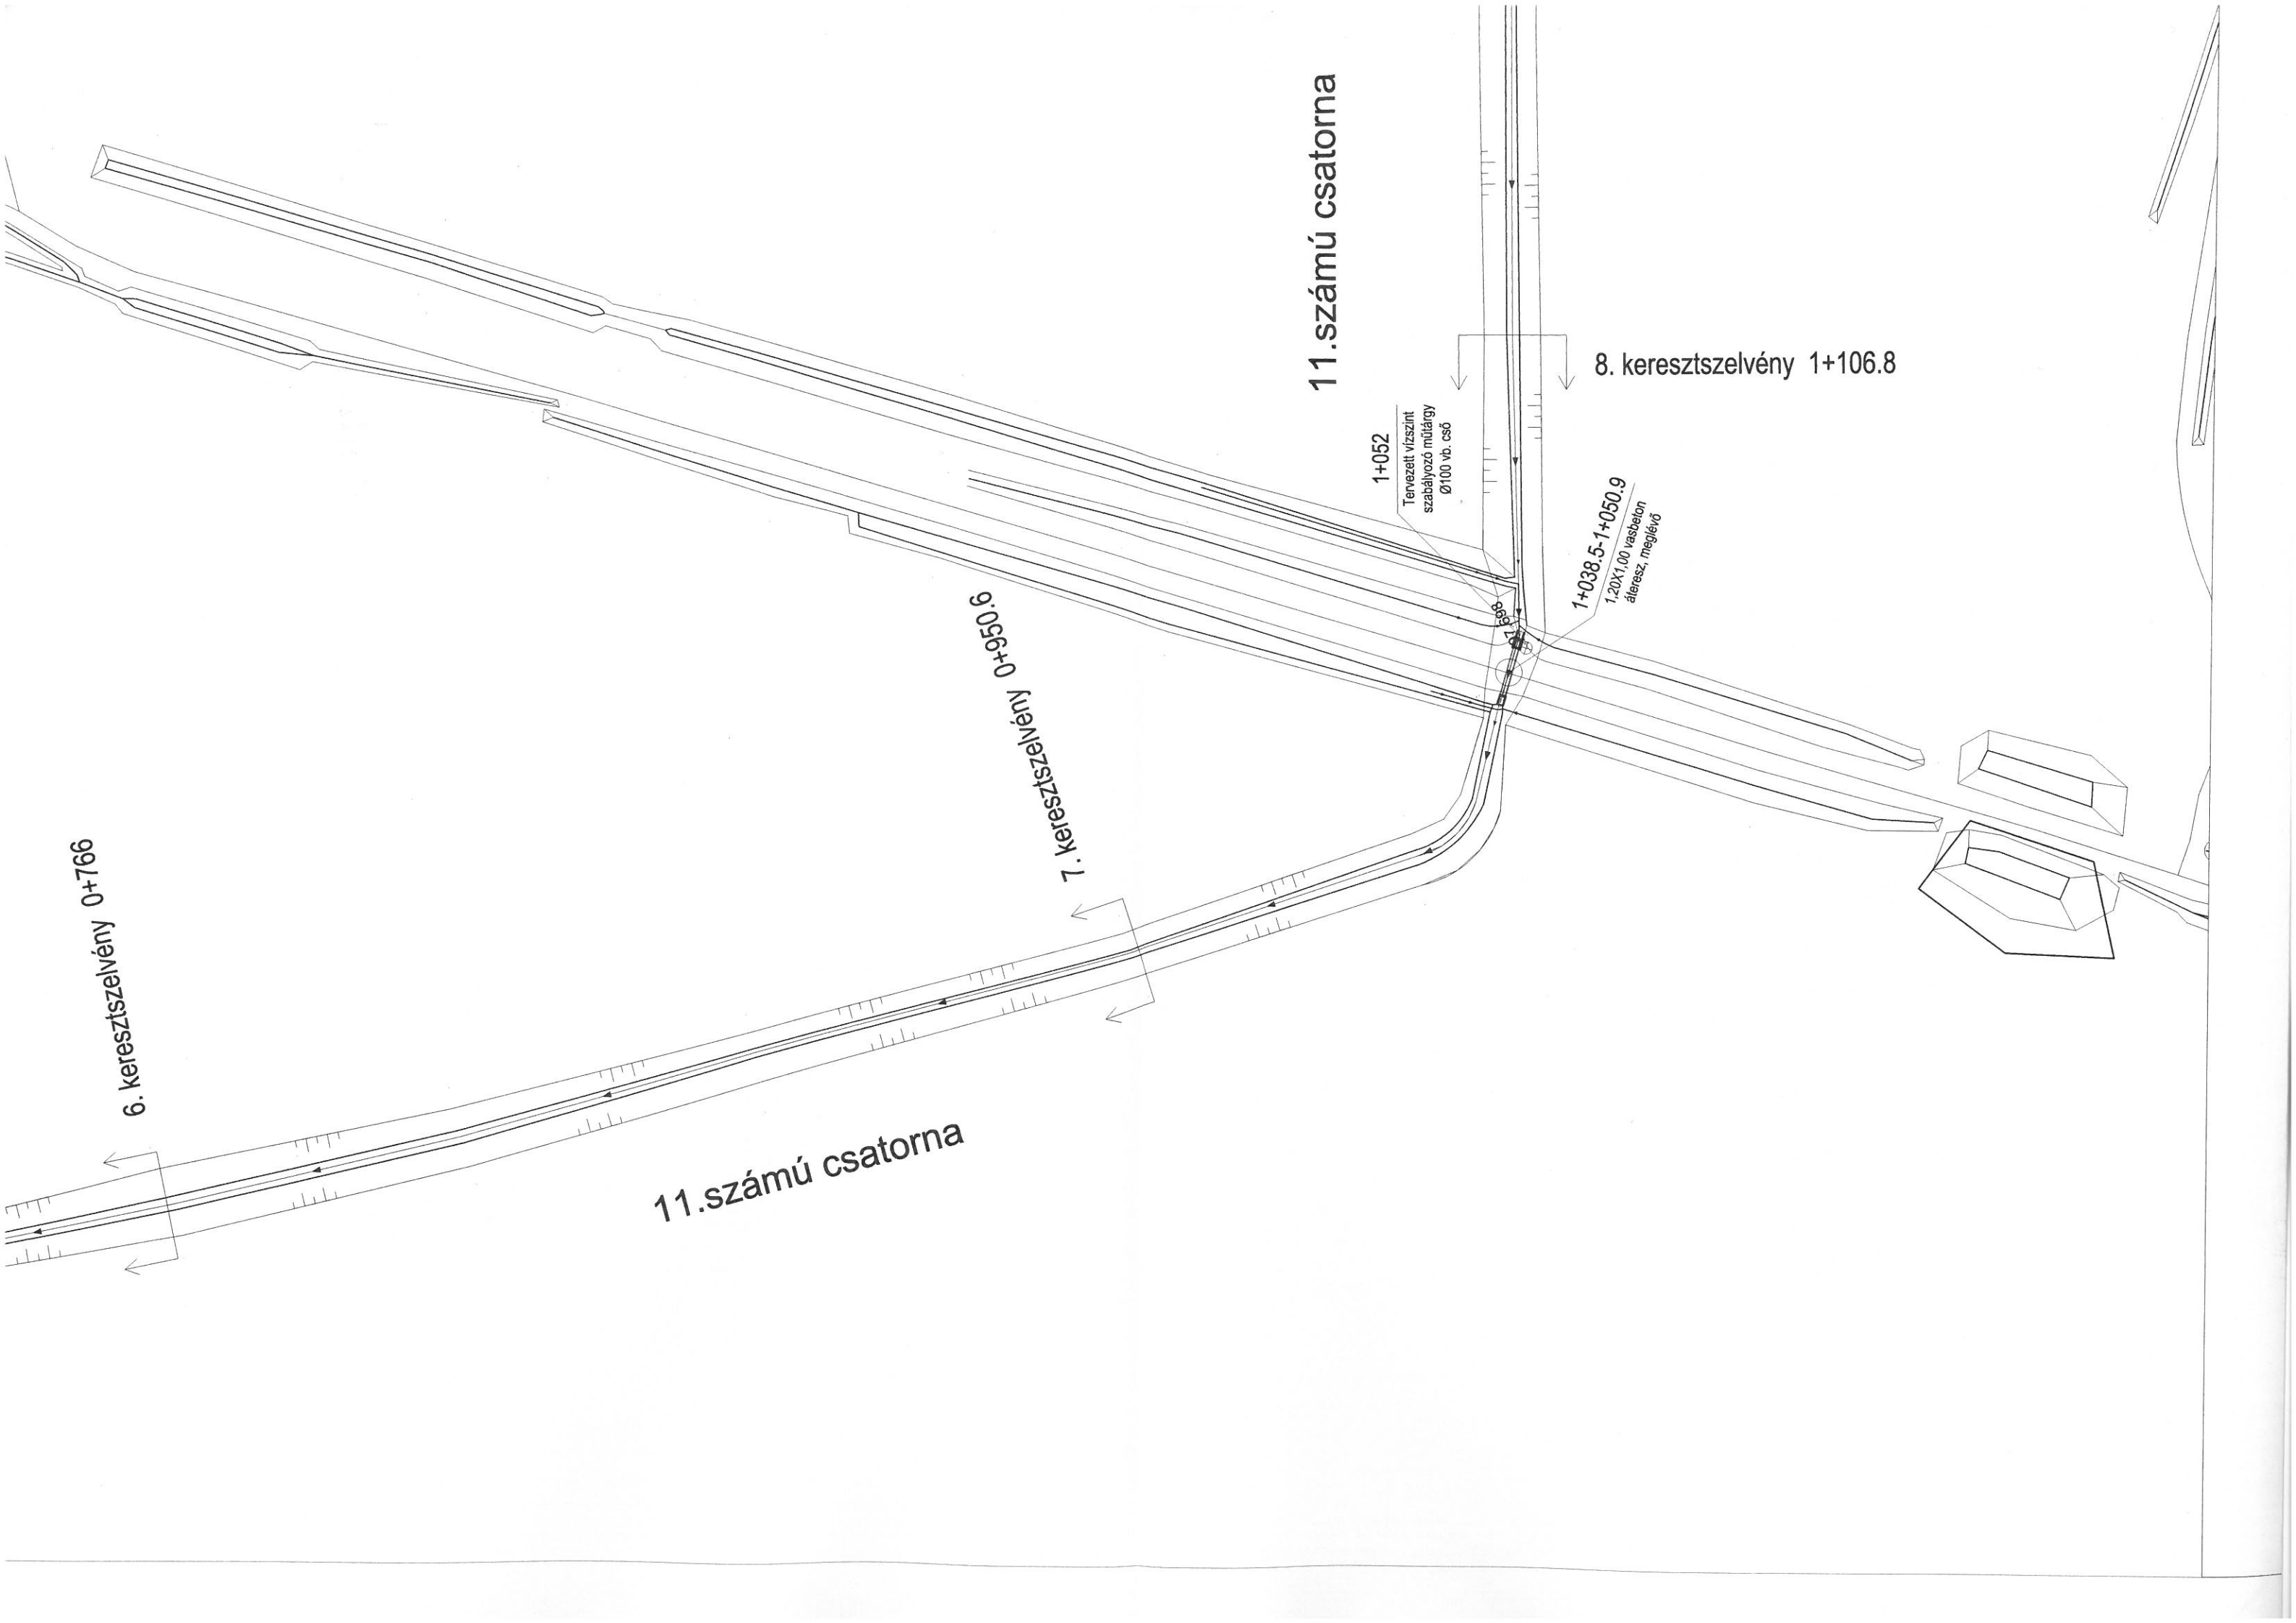 11.számú csatorna
8. keresztszelvény 1+106.8
1+052
Tervezett vízszint
szabályozó műtárgy
Ø100 vb. cső
1+038.5-1+050.9
1,20X1,00 vasbeton
áteresz, meglévő
7. keresztszelvény 0+950.6
6. keresztszelvény 0+766
11.számú csatorna